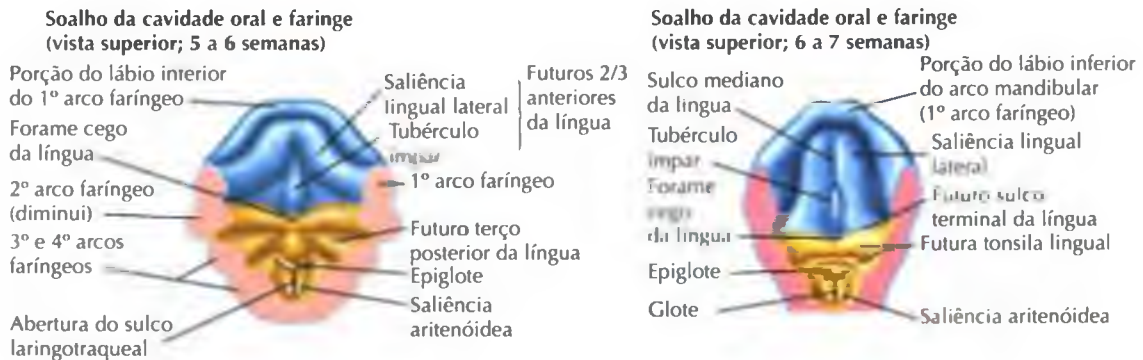 Soalho da cavidade oral e faringe
(vista superior; 5 a 6 semanas)
Porção do lábio interior
do 1º arco faríngeo
Forame cego
da língua
2º arco faríngeo
(diminui)
3º e 4º arcos
faríngeos
Abertura do sulco
laringotraqueal
Saliência
lingual lateral
Tubérculo
impar
Futuros 2/3
anteriores
da língua
1º arco faríngeo
Futuro terço
posterior da língua
Epiglote
Saliência
aritenóidea
Soalho da cavidade oral e faringe
(vista superior; 6 a 7 semanas)
Sulco mediano
da lingua
Tubérculo
impar
Forame
cego
da lingua
Epiglote
Glote
Porção do lábio inferior
do arco mandibular
(1º arco faríngeo)
Saliência lingual
lateral
Futuro sulco
terminal da língua
Futura tonsila lingual
Saliência aritenóidea